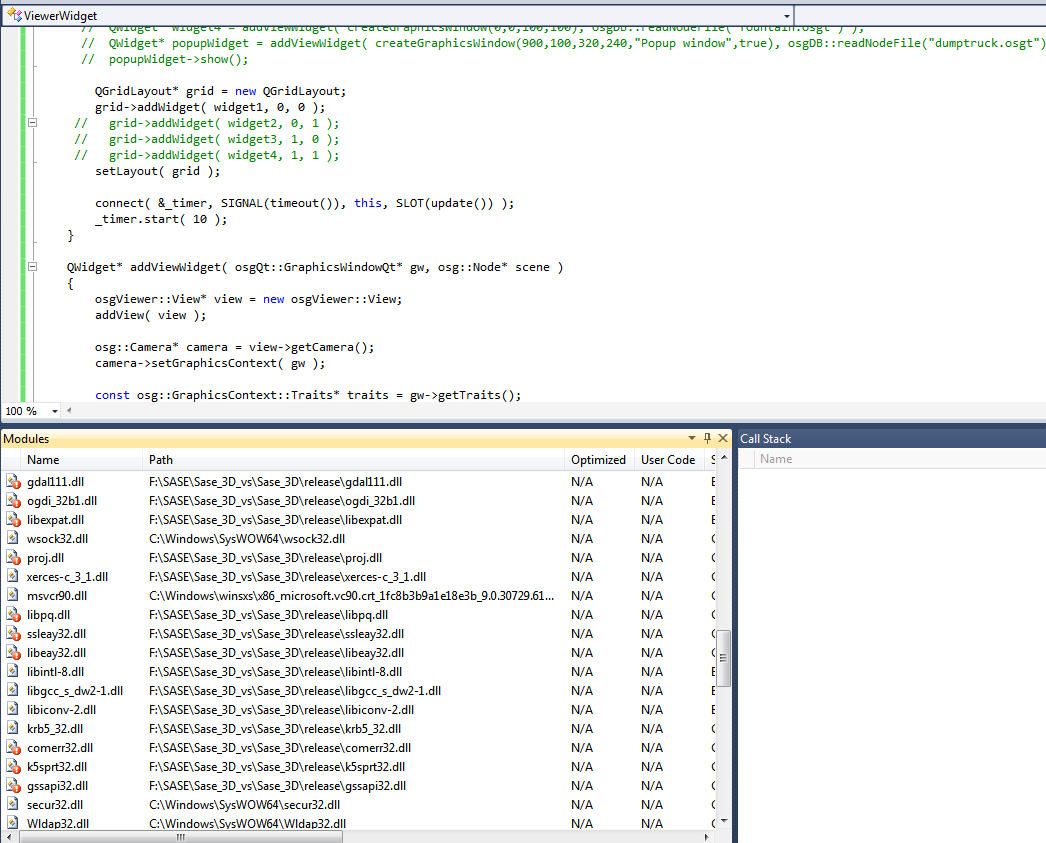 ViewerWidget
// QWidget* widget4 = addViewWidget( createGraphicsWindow(0,0,100,100), osgDB::readNodeFile("fountain.osgt") );
// QWidget* popupWidget = addViewWidget( createGraphicsWindow(900,100,320,240,"Popup window",true), osgDB::readNodeFile("dumptruck.osgt")
// popupWidget->show();
QGridLayout* grid = new QGridLayout;
grid->addWidget( widget1, 0, 0 );
// grid->addWidget( widget2, 0, 1 );
// grid->addWidget( widget3, 1, 0 );
// grid->addWidget( widget4, 1, 1 );
setLayout( grid );
connect( &_timer, SIGNAL(timeout()), this, SLOT(update()) );
_timer.start( 10 );
}
QWidget* addViewWidget( osgQt::GraphicsWindowQt* gw, osg::Node* scene )
{
osgViewer::View* view = new osgViewer::View;
addView( view );
osg::Camera* camera = view->getCamera();
camera->setGraphicsContext( gw );
const osg::GraphicsContext::Traits* traits = gw->getTraits();
100 %
Modules
Name Path Optimized User Code S
gdal111.dll F:\SASE\Sase_3D_vs\Sase_3D\release\gdal111.dll N/A N/A
ogdi_32b1.dll F:\SASE\Sase_3D_vs\Sase_3D\release\ogdi_32b1.dll N/A N/A
libexpat.dll F:\SASE\Sase_3D_vs\Sase_3D\release\libexpat.dll N/A N/A
wsock32.dll C:\Windows\SysWOW64\wsock32.dll N/A N/A
proj.dll F:\SASE\Sase_3D_vs\Sase_3D\release\proj.dll N/A N/A
xerces-c_3_1.dll F:\SASE\Sase_3D_vs\Sase_3D\release\xerces-c_3_1.dll N/A N/A
msvcr90.dll C:\Windows\winsxs\x86_microsoft.vc90.crt_1fc8b3b9a1e18e3b_9.0.30729.61... N/A N/A
libpq.dll F:\SASE\Sase_3D_vs\Sase_3D\release\libpq.dll N/A N/A
ssleay32.dll F:\SASE\Sase_3D_vs\Sase_3D\release\ssleay32.dll N/A N/A
libeay32.dll F:\SASE\Sase_3D_vs\Sase_3D\release\libeay32.dll N/A N/A
libintl-8.dll F:\SASE\Sase_3D_vs\Sase_3D\release\libintl-8.dll N/A N/A
libgcc_s_dw2-1.dll F:\SASE\Sase_3D_vs\Sase_3D\release\libgcc_s_dw2-1.dll N/A N/A
libiconv-2.dll F:\SASE\Sase_3D_vs\Sase_3D\release\libiconv-2.dll N/A N/A
krb5_32.dll F:\SASE\Sase_3D_vs\Sase_3D\release\krb5_32.dll N/A N/A
comerr32.dll F:\SASE\Sase_3D_vs\Sase_3D\release\comerr32.dll N/A N/A
k5sprt32.dll F:\SASE\Sase_3D_vs\Sase_3D\release\k5sprt32.dll N/A N/A
gssapi32.dll F:\SASE\Sase_3D_vs\Sase_3D\release\gssapi32.dll N/A N/A
secur32.dll C:\Windows\SysWOW64\secur32.dll N/A N/A
Wldap32.dll C:\Windows\SysWOW64\Wldap32.dll N/A N/A
Call Stack
Name